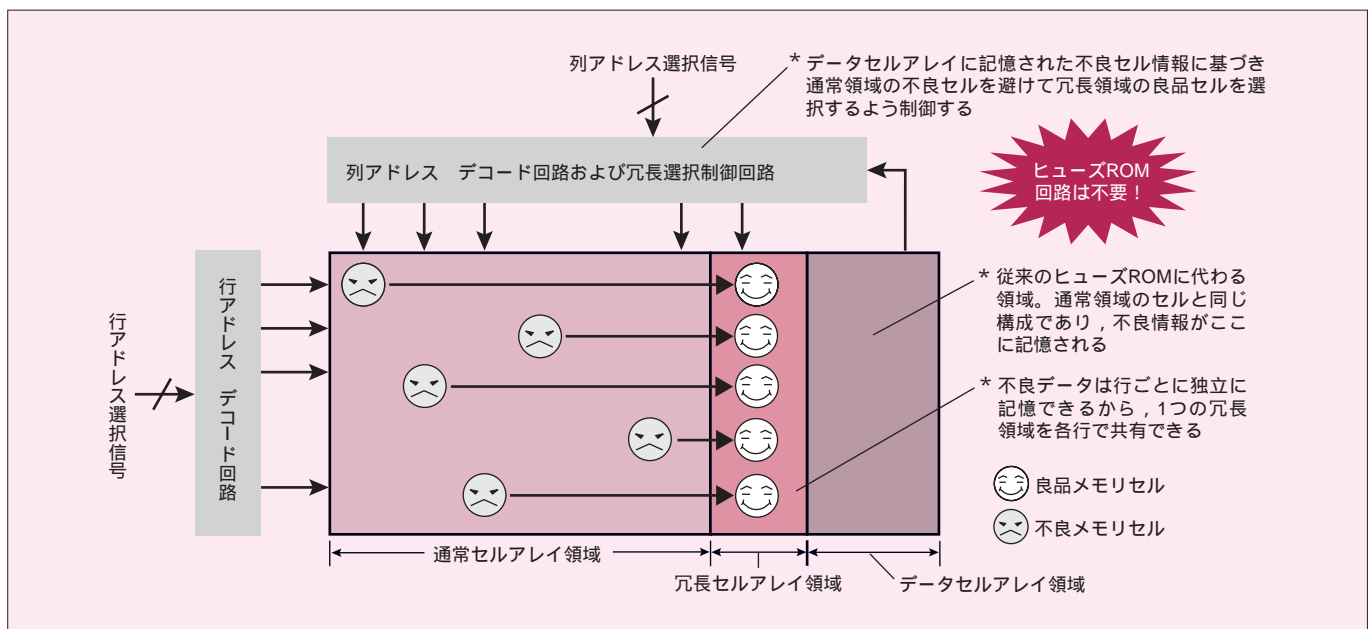 列アドレス選択信号
* データセルアレイに記憶された不良セル情報に基づき
通常領域の不良セルを避けて冗長領域の良品セルを選
択するよう制御する
列アドレス　デコード回路および冗長選択制御回路
ヒューズROM
回路は不要！
行アドレス選択信号
行アドレス　デコード回路
* 従来のヒューズROMに代わる
領域。通常領域のセルと同じ
構成であり，不良情報がここ
に記憶される
* 不良データは行ごとに独立に
記憶できるから，1つの冗長
領域を各行で共有できる
良品メモリセル
不良メモリセル
通常セルアレイ領域
冗長セルアレイ領域
データセルアレイ領域